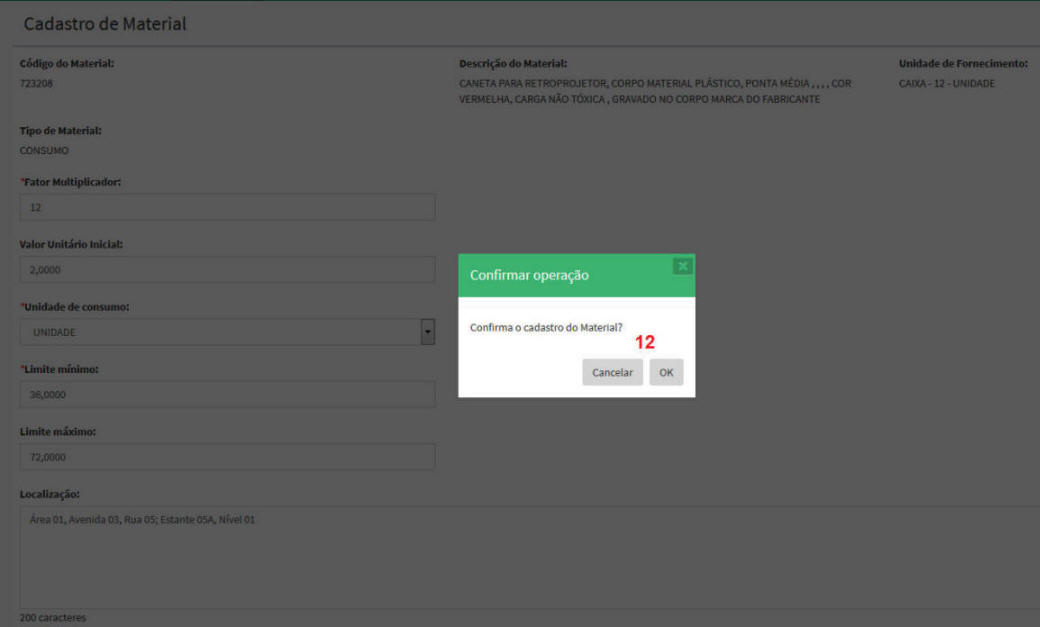 Cadastro de Material
Código do Material:
723208
Descrição do Material:
CANETA PARA RETROPROJETOR, CORPO MATERIAL PLÁSTICO, PONTA MÉDIA , , , , COR
VERMELHA, CARGA NÃO TÓXICA , GRAVADO NO CORPO MARCA DO FABRICANTE
Unidade de Fornecimento:
CAIXA - 12 - UNIDADE
Tipo de Material:
CONSUMO
*Fator Multiplicador:
12
Valor Unitário Inicial:
2,0000
*Unidade de consumo:
UNIDADE
*Limite mínimo:
36,0000
Limite máximo:
72,0000
Localização:
Área 01, Avenida 03, Rua 05; Estante 05A, Nível 01
200 caracteres
Confirmar operação
Confirma o cadastro do Material?
12
Cancelar OK